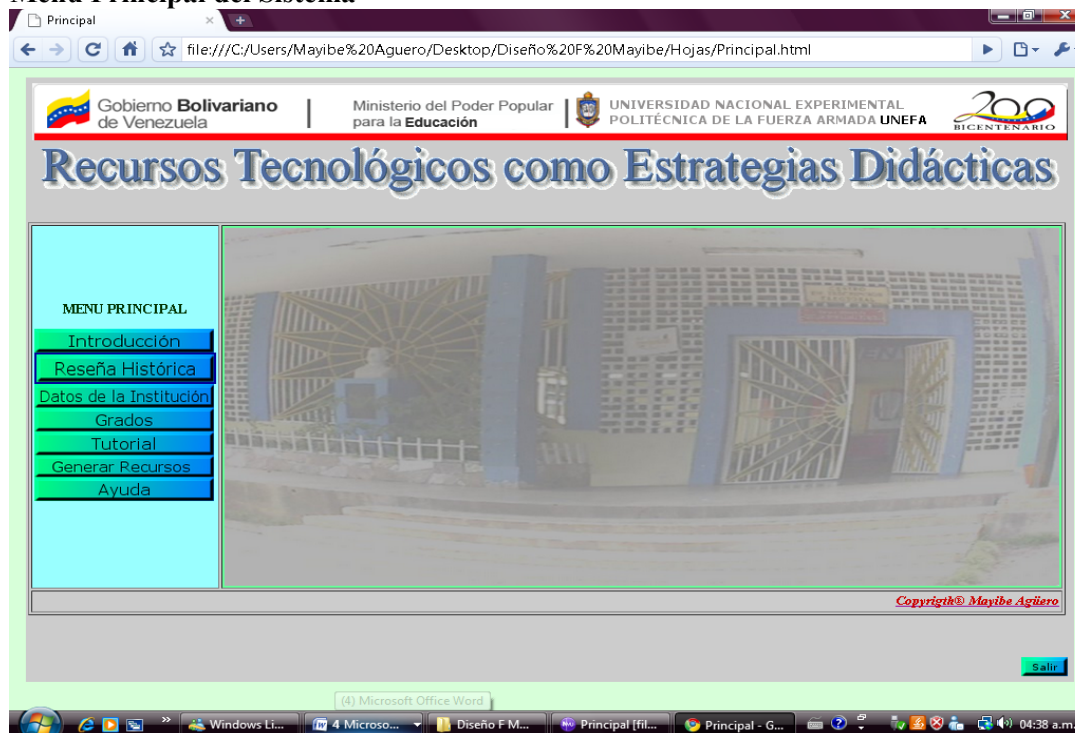 Menú Principal del Sistema
Principal
file:///C:/Users/Mayibe%20Aguero/Desktop/Diseño%20F%20Mayibe/Hojas/Principal.html
Gobierno Bolivariano
de Venezuela
Ministerio del Poder Popular
para la Educación
UNIVERSIDAD NACIONAL EXPERIMENTAL
POLITÉCNICA DE LA FUERZA ARMADA UNEFA
200
BICENTENARIO
Recursos Tecnológicos como Estrategias Didácticas
MENU PRINCIPAL
Introducción
Reseña Histórica
Datos de la Institución
Grados
Tutorial
Generar Recursos
Ayuda
Copyrigth® Mayibe Agüero
Salir
(4) Microsoft Office Word
Windows Li...
4 Microso...
Diseño F M...
Principal [fil...
Principal - G...
04:38 a.m.